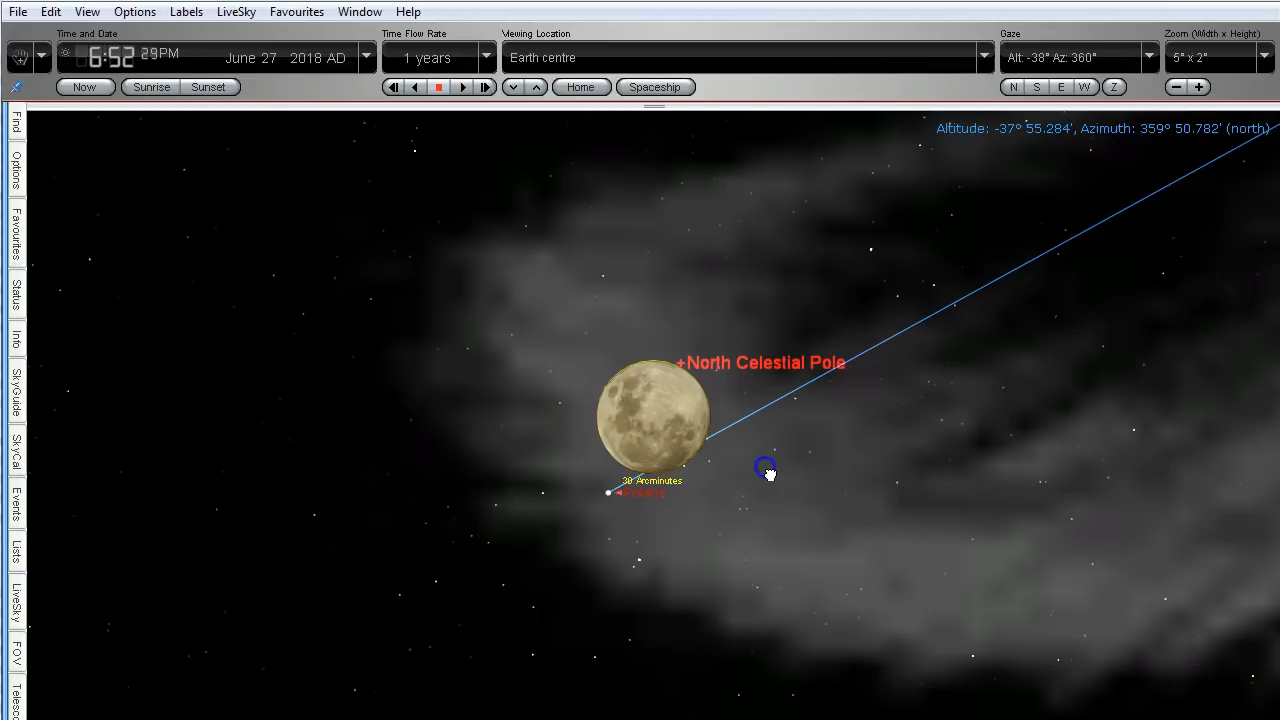 File Edit View Options Labels LiveSky Favourites Window Help
Time and Date Time Flow Rate Viewing Location Gaze Zoom (Width x Height)
6:52 29 PM June 27 2018 AD 1 years Earth centre Alt: -38° Az: 360° 5° x 2°
Now Sunrise Sunset Home Spaceship N S E W Z
Altitude: -37° 55.284', Azimuth: 359° 50.782' (north)
Find
Options
Favourites
Status
Info
SkyGuide
SkyCal
Events
Lists
LiveSky
FOV
Telesco
+North Celestial Pole
30 Arcminutes
Polaris